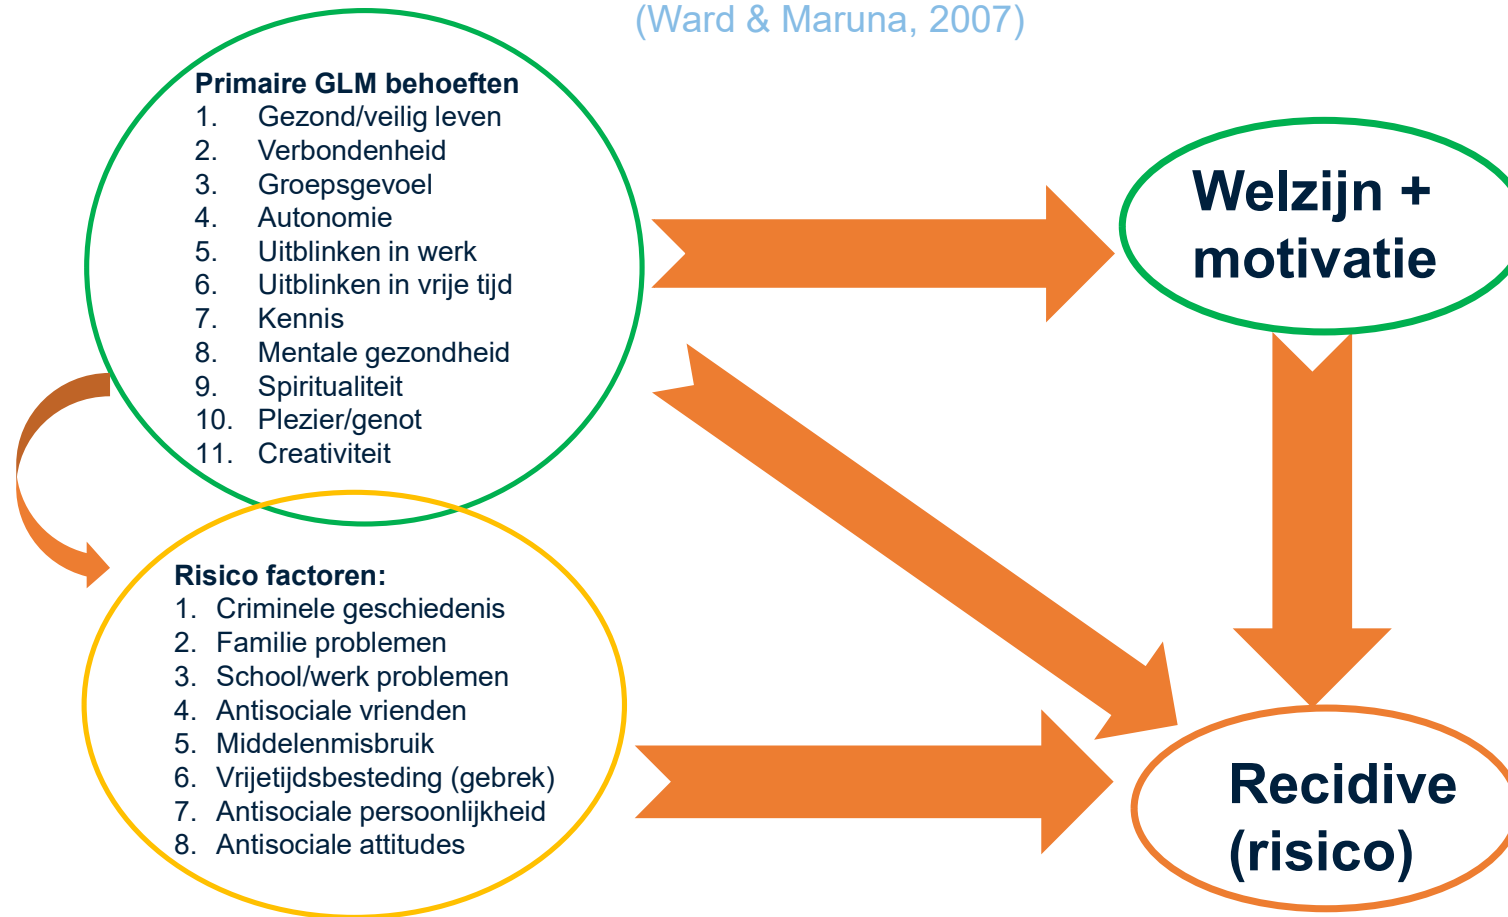 (Ward & Maruna, 2007)
Primaire GLM behoeften
1. Gezond/veilig leven
2. Verbondenheid
3. Groepsgevoel
4. Autonomie
5. Uitblinken in werk
6. Uitblinken in vrije tijd
7. Kennis
8. Mentale gezondheid
9. Spiritualiteit
10. Plezier/genot
11. Creativiteit
Welzijn +
motivatie
Risico factoren:
1. Criminele geschiedenis
2. Familie problemen
3. School/werk problemen
4. Antisociale vrienden
5. Middelenmisbruik
6. Vrijetijdsbesteding (gebrek)
7. Antisociale persoonlijkheid
8. Antisociale attitudes
Recidive
(risico)